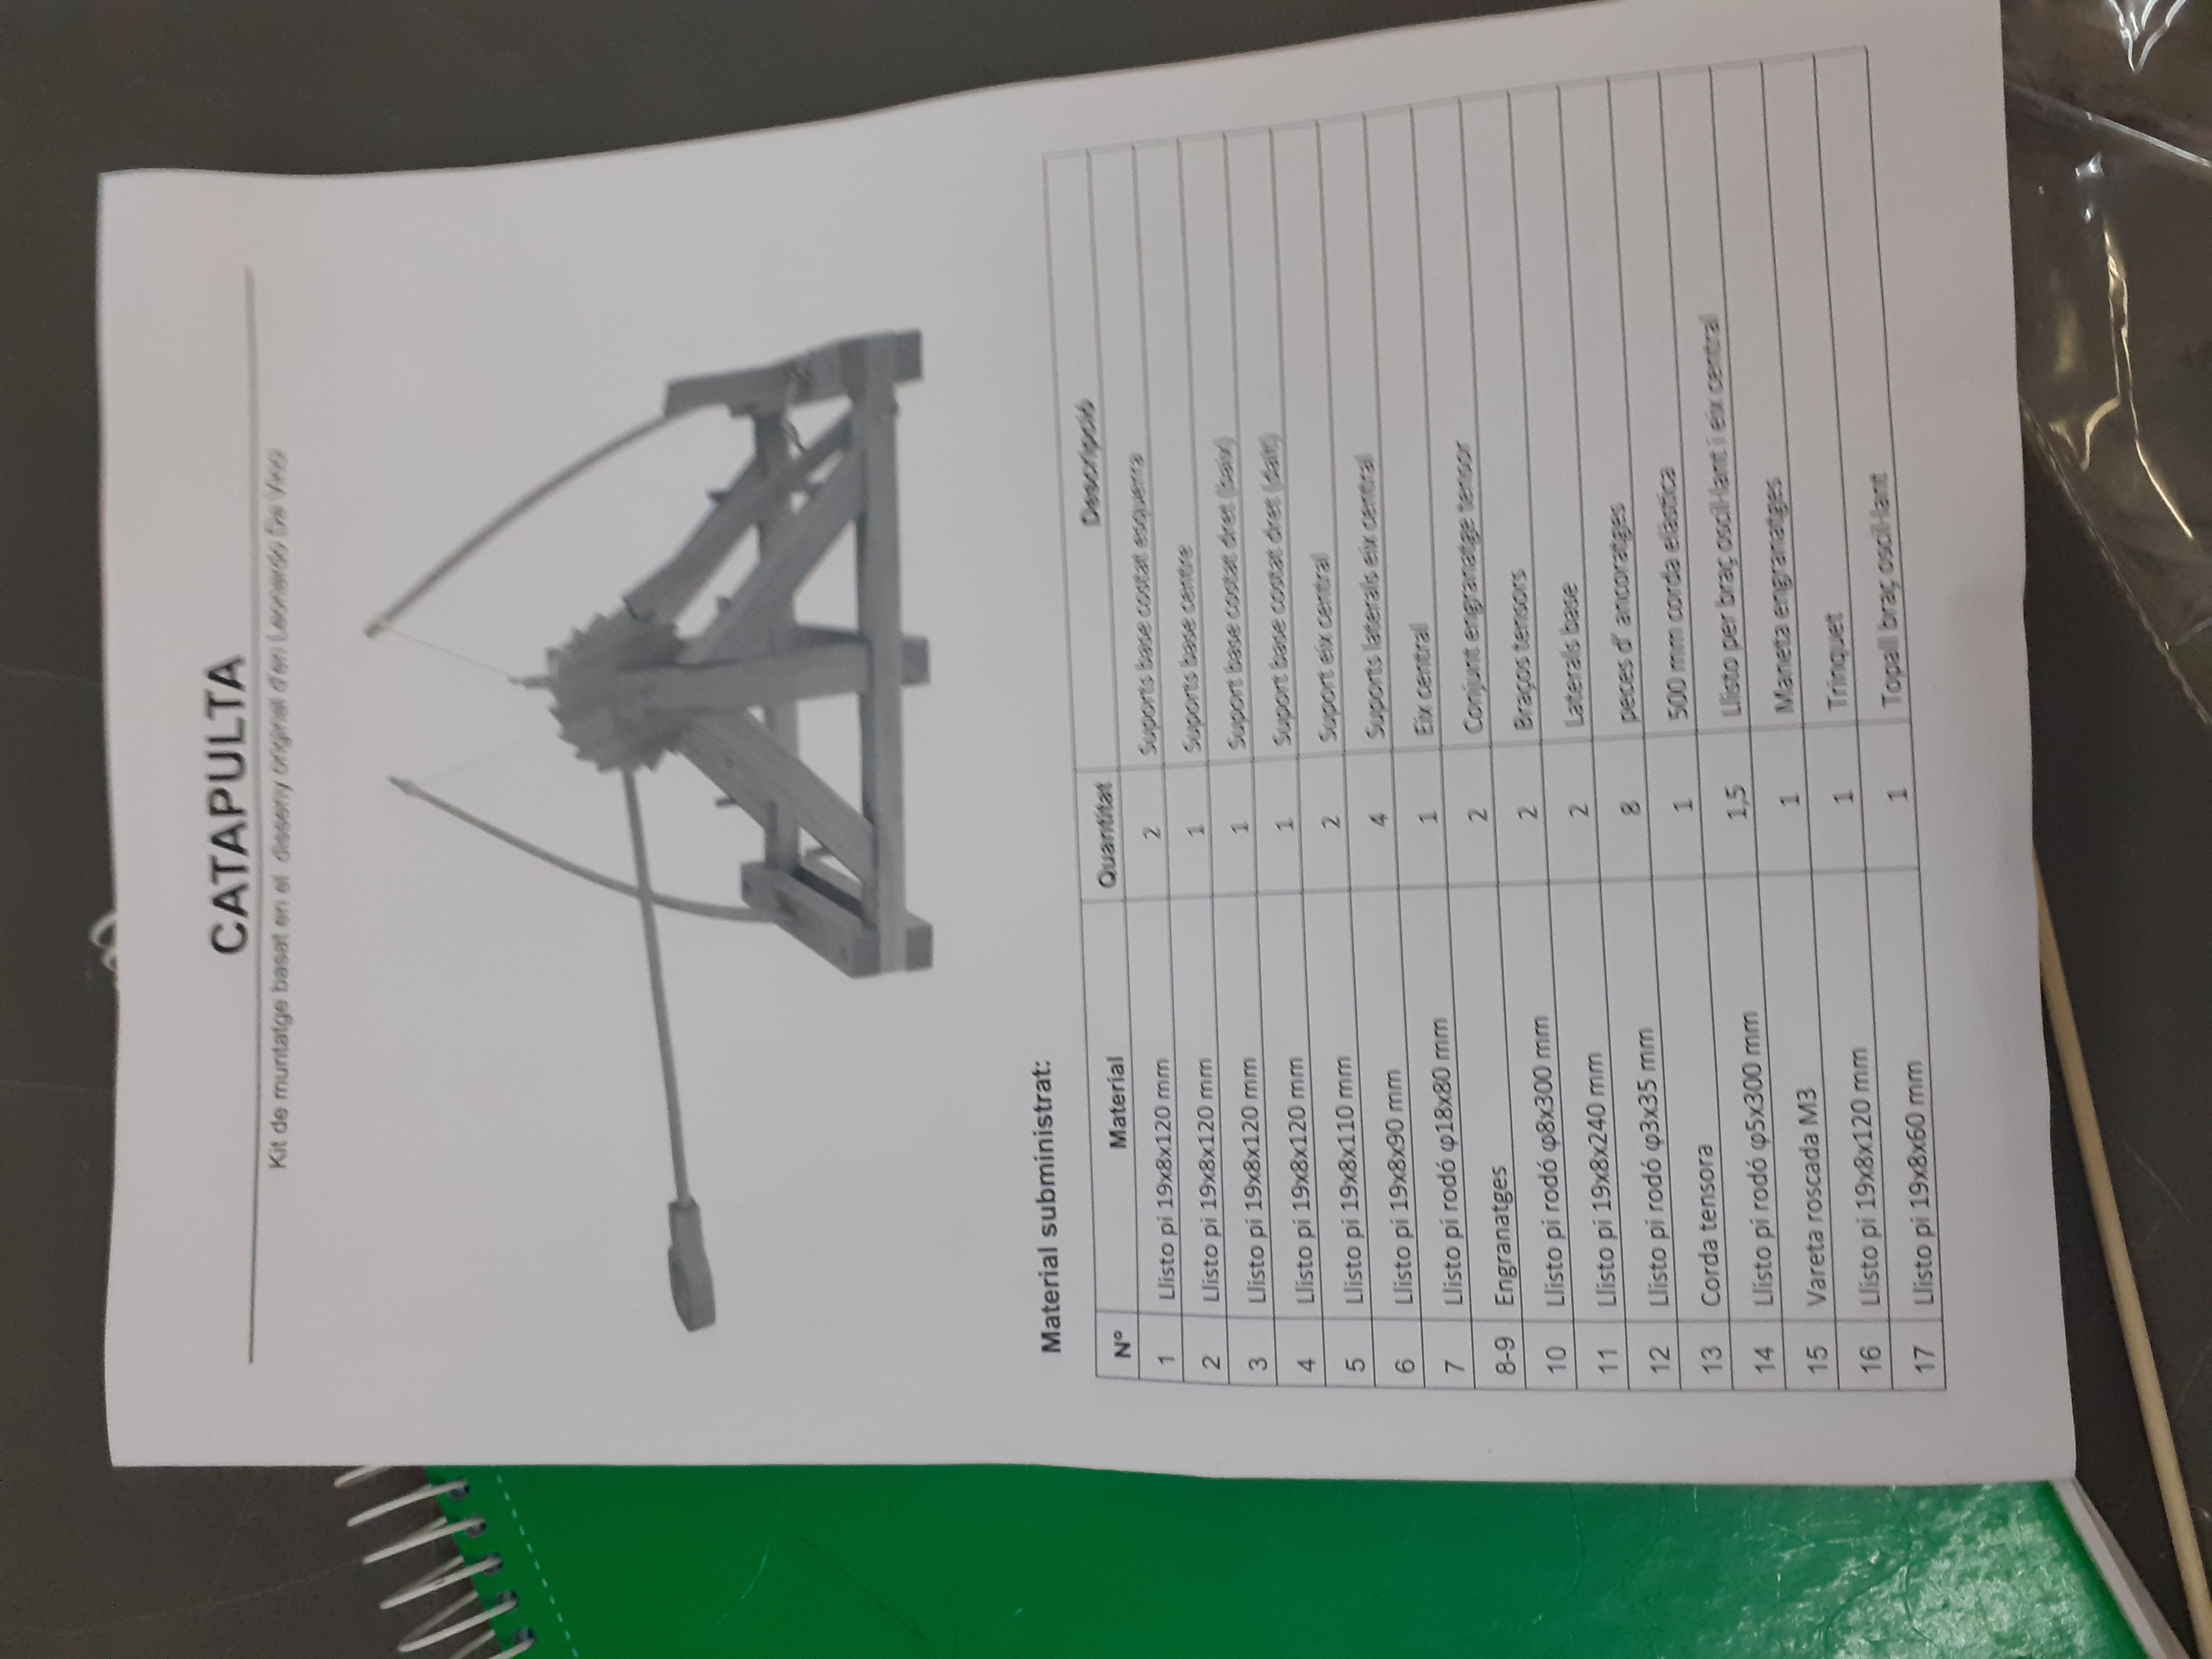 CATAPULTA
Kit de muntatge basat en el disseny original d'en Leonardo Da Vinci
Material subministrat:
Nº Material Quantitat Descripció
1 Llisto pi 19x8x120 mm 2 Suports base costat esquerra
2 Llisto pi 19x8x120 mm 1 Suports base centre
3 Llisto pi 19x8x120 mm 1 Suport base costat dret (baix)
4 Llisto pi 19x8x120 mm 1 Suport base costat dret (dalt)
5 Llisto pi 19x8x110 mm 2 Suport eix central
6 Llisto pi 19x8x90 mm 4 Suports laterals eix central
7 Llisto pi rodó φ18x80 mm 1 Eix central
8-9 Engranatges 2 Conjunt engranatge tensor
10 Llisto pi rodó φ8x300 mm 2 Braços tensors
11 Llisto pi 19x8x240 mm 2 Laterals base
12 Llisto pi rodó φ3x35 mm 8 peces d' ancoratges
13 Corda tensora 1 500 mm corda elàstica
14 Llisto pi rodó φ5x300 mm 1,5 Llisto per braç oscil·lant i eix central
15 Vareta roscada M3 1 Maneta engranatges
16 Llisto pi 19x8x120 mm 1 Trinquet
17 Llisto pi 19x8x60 mm 1 Topall braç oscil·lant